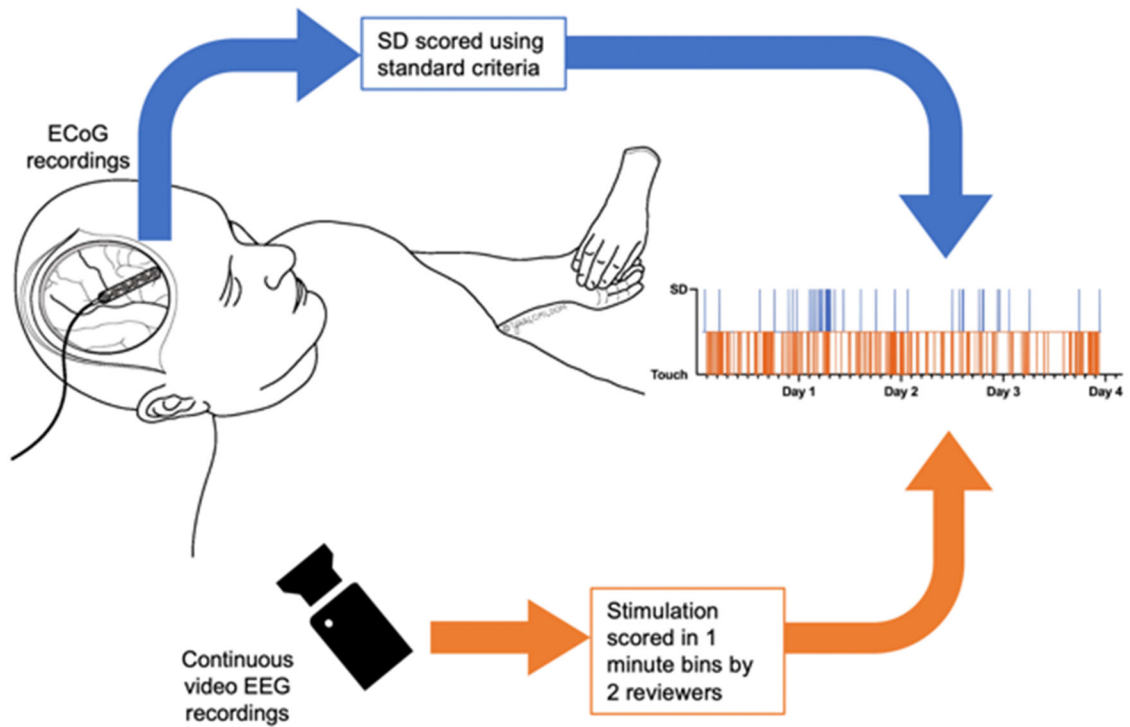 SD scored using
standard criteria
ECoG
recordings
SD
Touch
Day 1
Day 2
Day 3
Day 4
Continuous
video EEG
recordings
Stimulation
scored in 1
minute bins by
2 reviewers